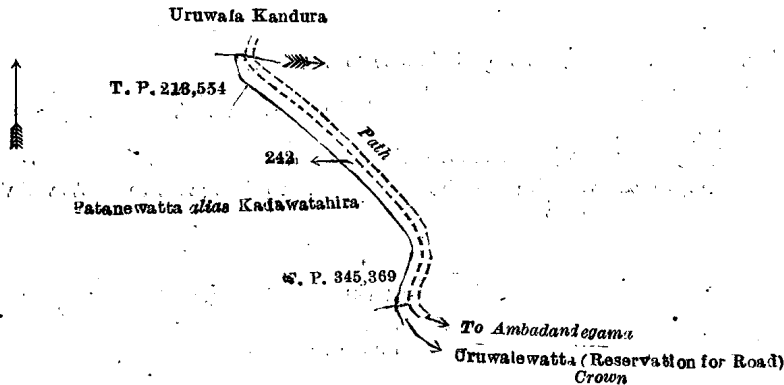 Uruwala Kandura
T. P. 218,554
Path
242
Patanewatta alias Kadawatahira
T. P. 345,369
To Ambadandegama
Uruwalewatta (Reservation for Road)
Crown